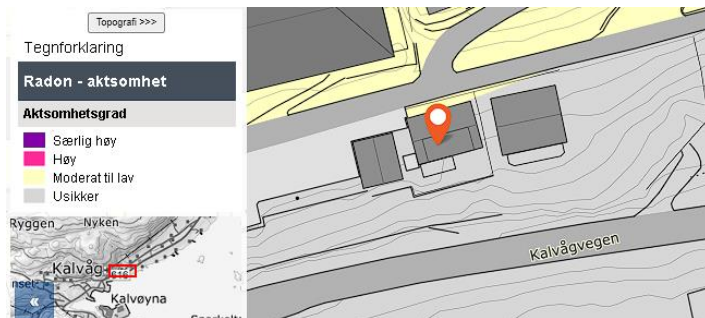 Topografi >>>
Tegnforklaring
Radon - aktsomhet
Aktsomhetsgrad
Særlig høy
Høy
Moderat til lav
Usikker
Ryggen
Nyken
Kalvåg
Kalvøyna
«
Kalvågvegen